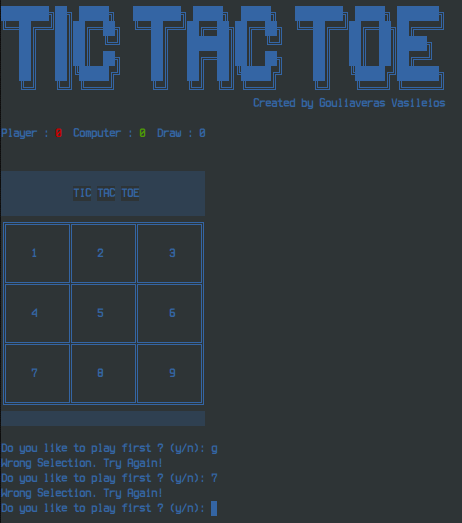 TIC TAC TOE
Created by Gouliaveras Vasileios
Player : 0 Computer : 0 Draw : 0
TIC TAC TOE
1 2 3
4 5 6
7 8 9
Do you like to play first ? (y/n): g
Wrong Selection. Try Again!
Do you like to play first ? (y/n): 7
Wrong Selection. Try Again!
Do you like to play first ? (y/n):